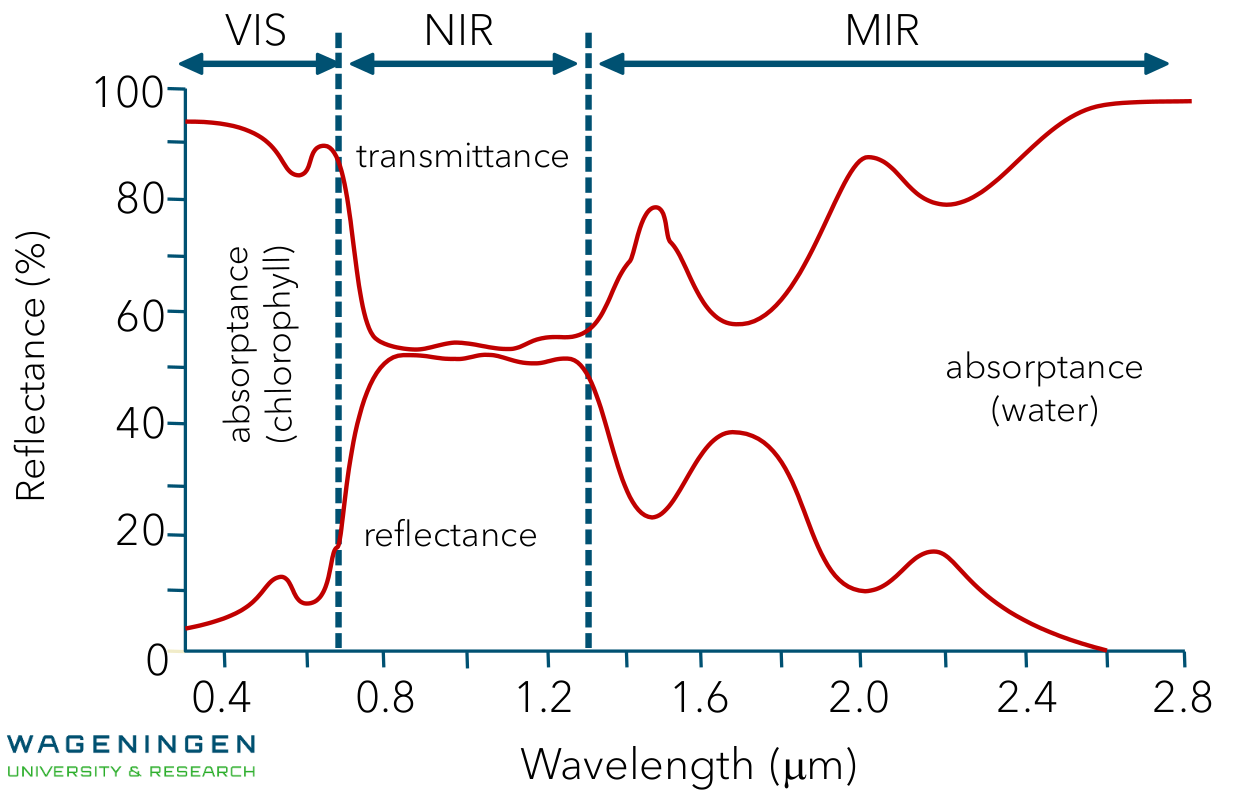 VIS NIR MIR
100
80
60
40
20
0
Reflectance (%)
transmittance
absorptance
(chlorophyll)
absorptance
(water)
reflectance
0.4 0.8 1.2 1.6 2.0 2.4 2.8
Wavelength (μm)
WAGENINGEN
UNIVERSITY & RESEARCH